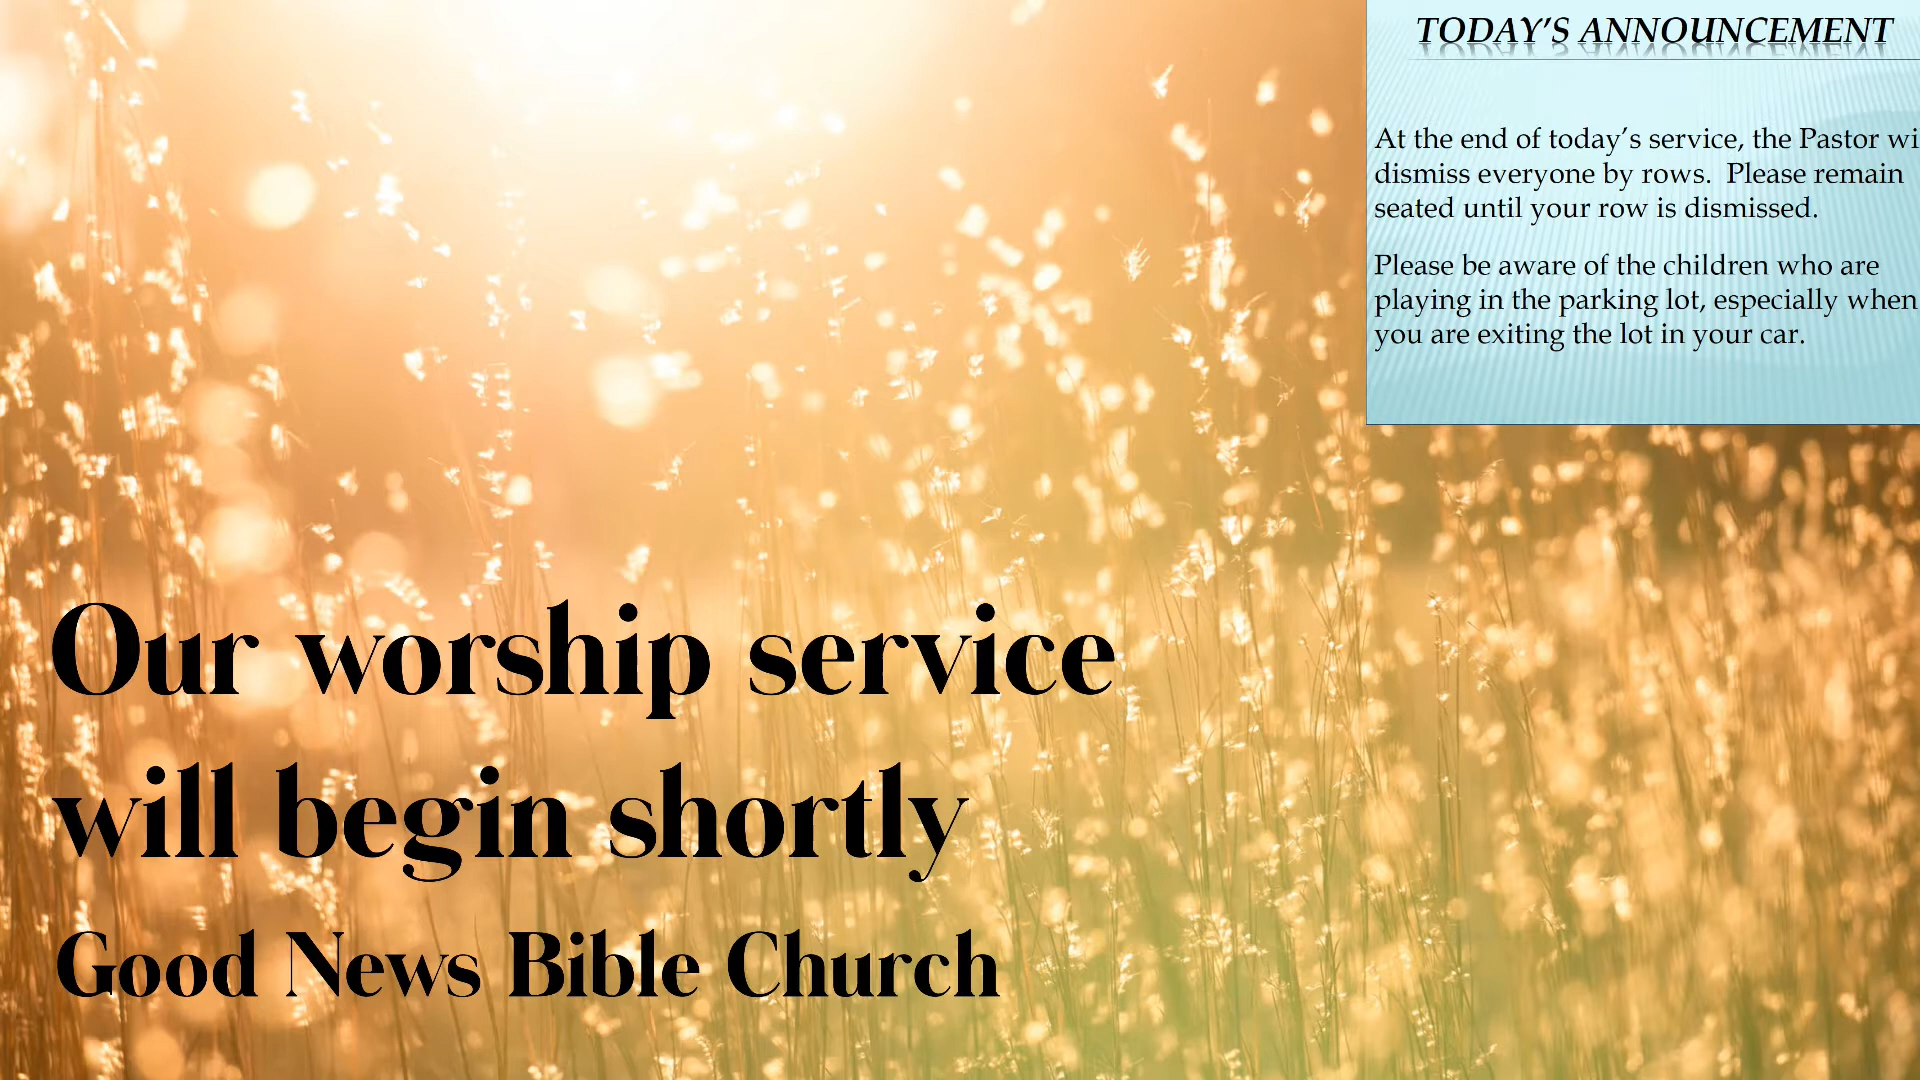 TODAY'S ANNOUNCEMENT
At the end of today's service, the Pastor
dismiss everyone by rows.  Please remain
seated until your row is dismissed.
Please be aware of the children who are
playing in the parking lot, especially when
you are exiting the lot in your car.
Our worship service
will begin shortly
Good News Bible Church